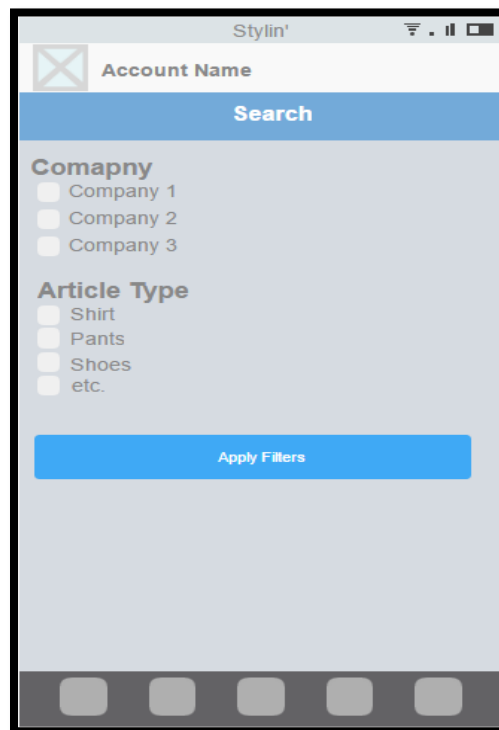 Stylin'
Account Name
Search
Comapny
Company 1
Company 2
Company 3
Article Type
Shirt
Pants
Shoes
etc.
Apply Filters